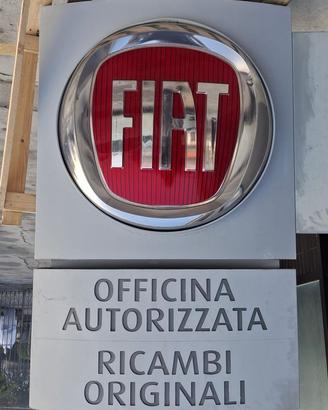 FIAT
OFFICINA
AUTORIZZATA
RICAMBI
ORIGINALI